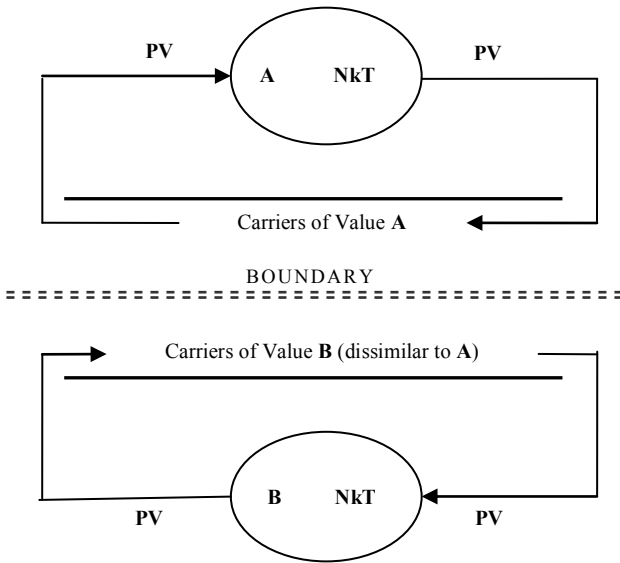 PV
PV
A NkT
Carriers of Value A
BOUNDARY
Carriers of Value B (dissimilar to A)
B NkT
PV
PV